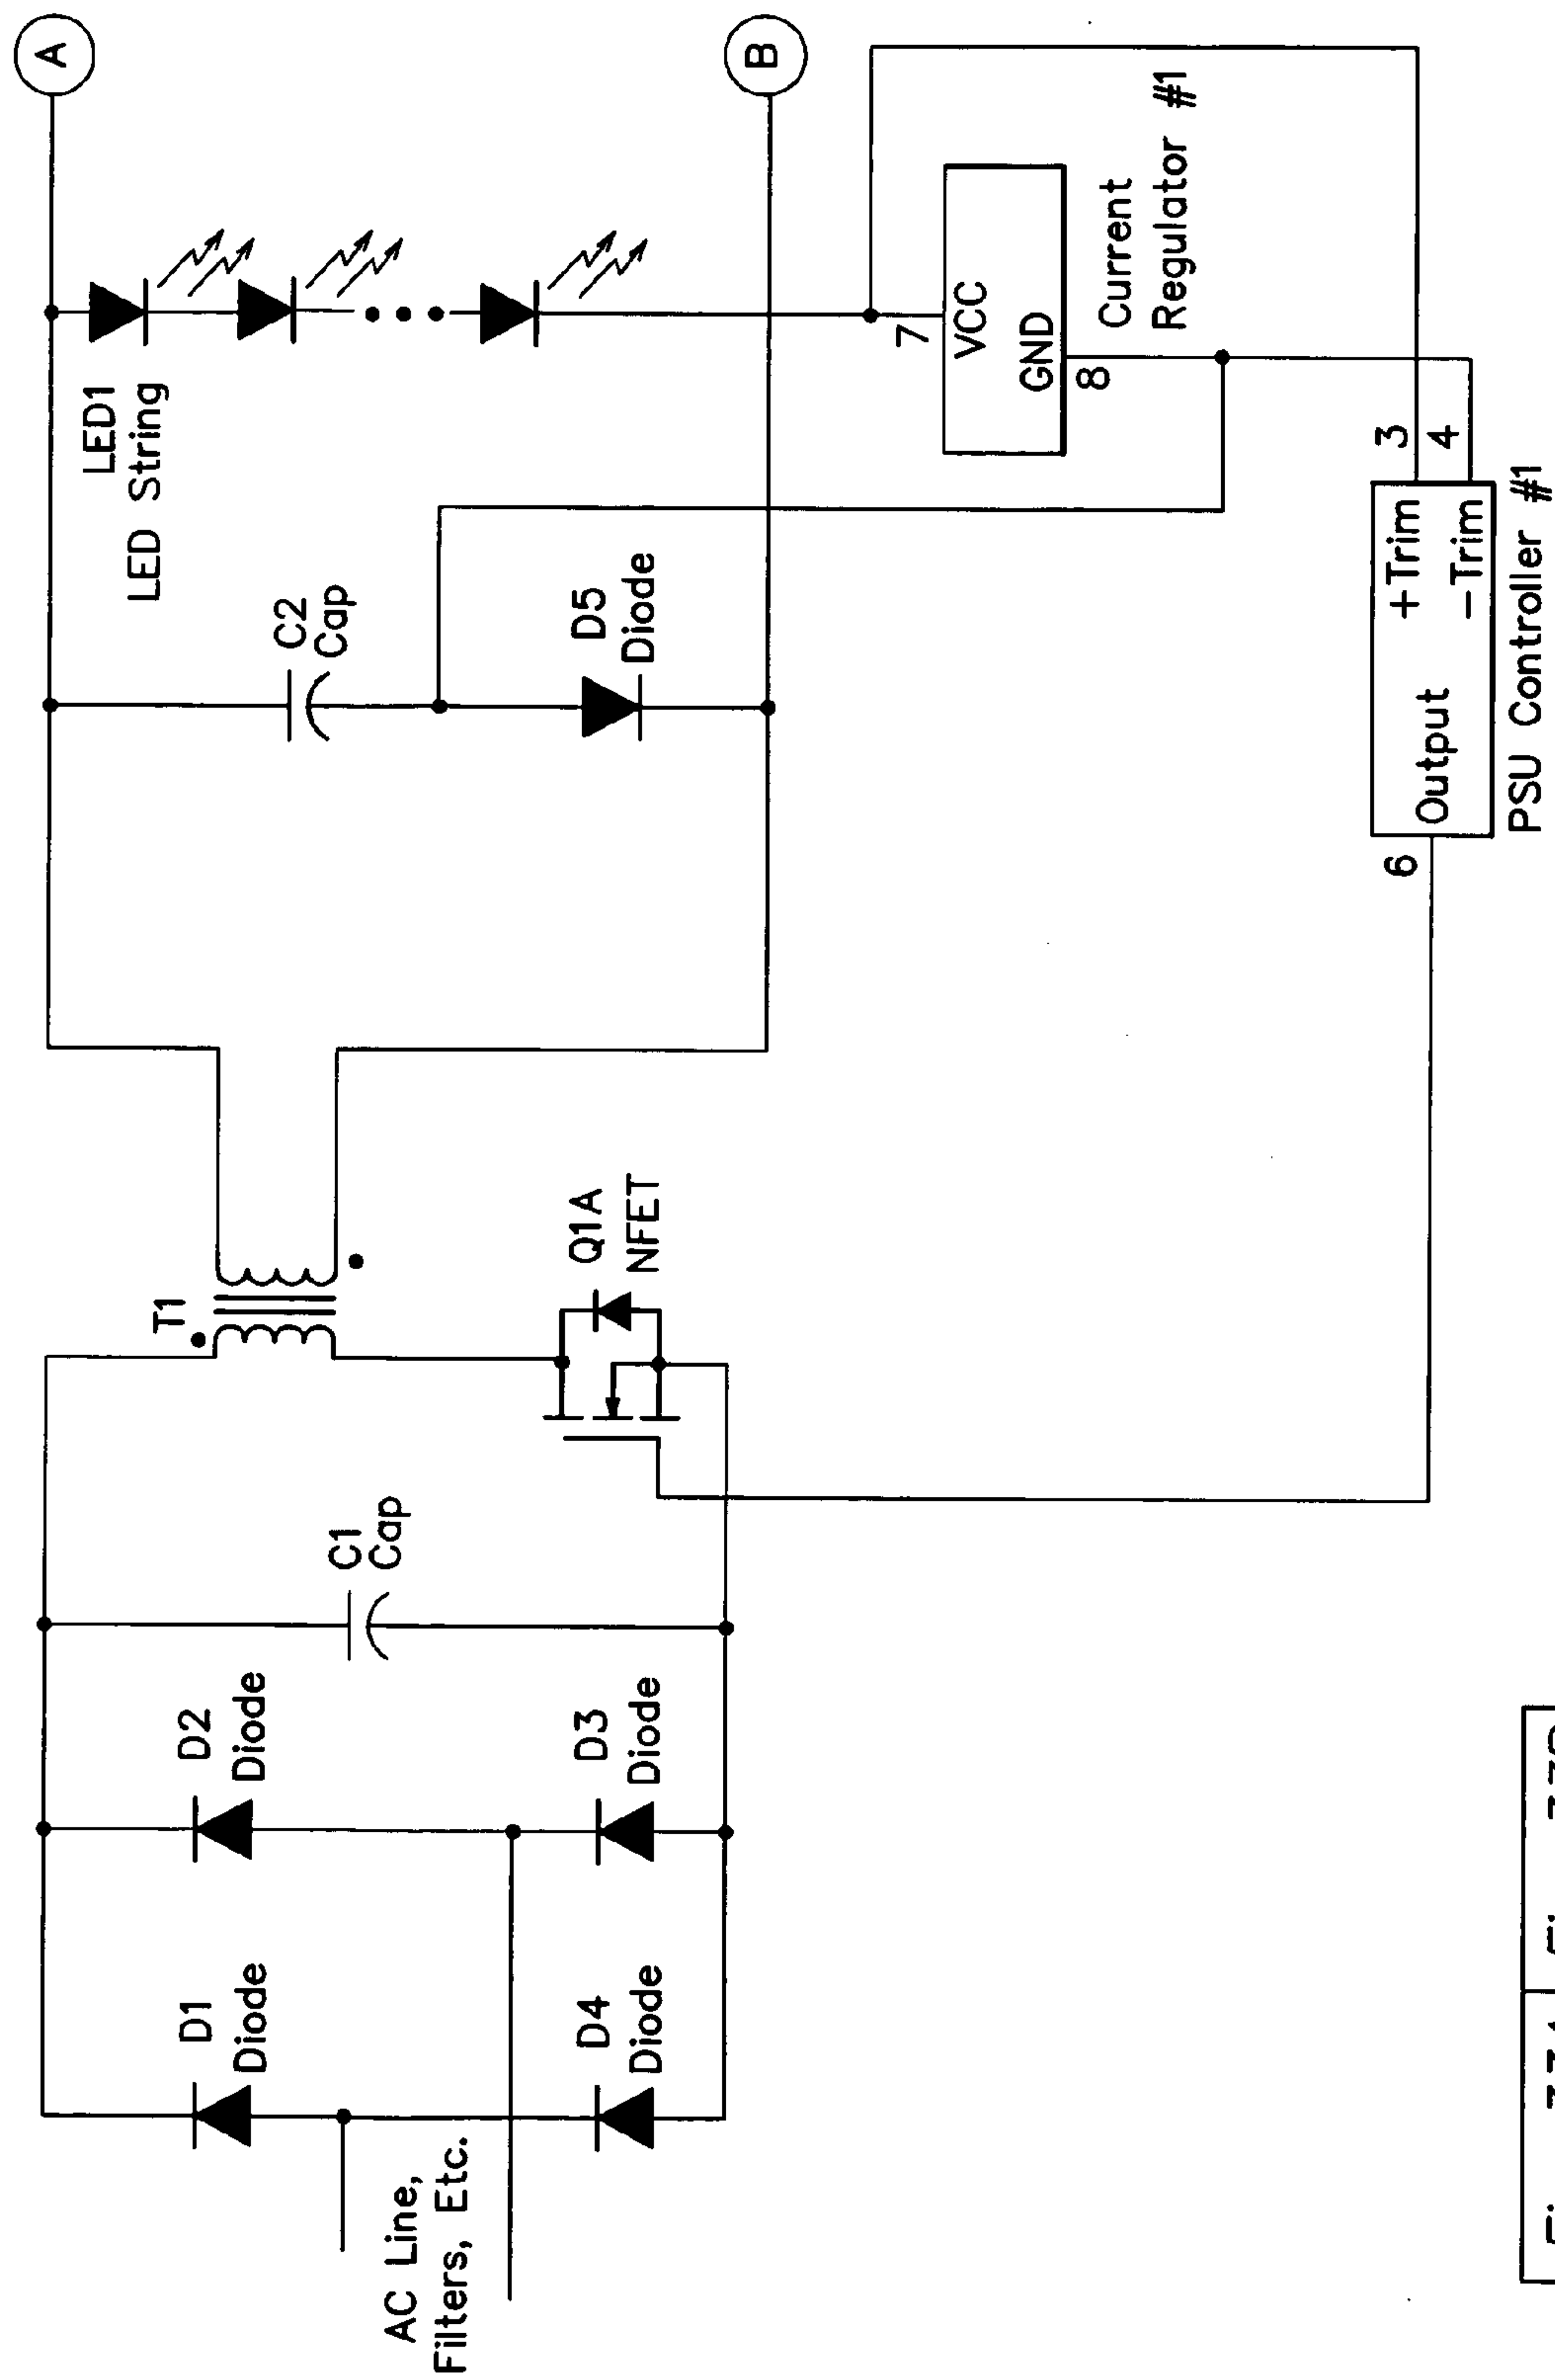 AC Line,
Filters, Etc.
D1
Diode
D2
Diode
D4
Diode
D3
Diode
C1
Cap
T1
Q1A
NFET
C2
Cap
D5
Diode
LED1
LED String
A
B
7
VCC
GND
8
Current
Regulator #1
6
Output
+Trim
-Trim
3
4
PSU Controller #1